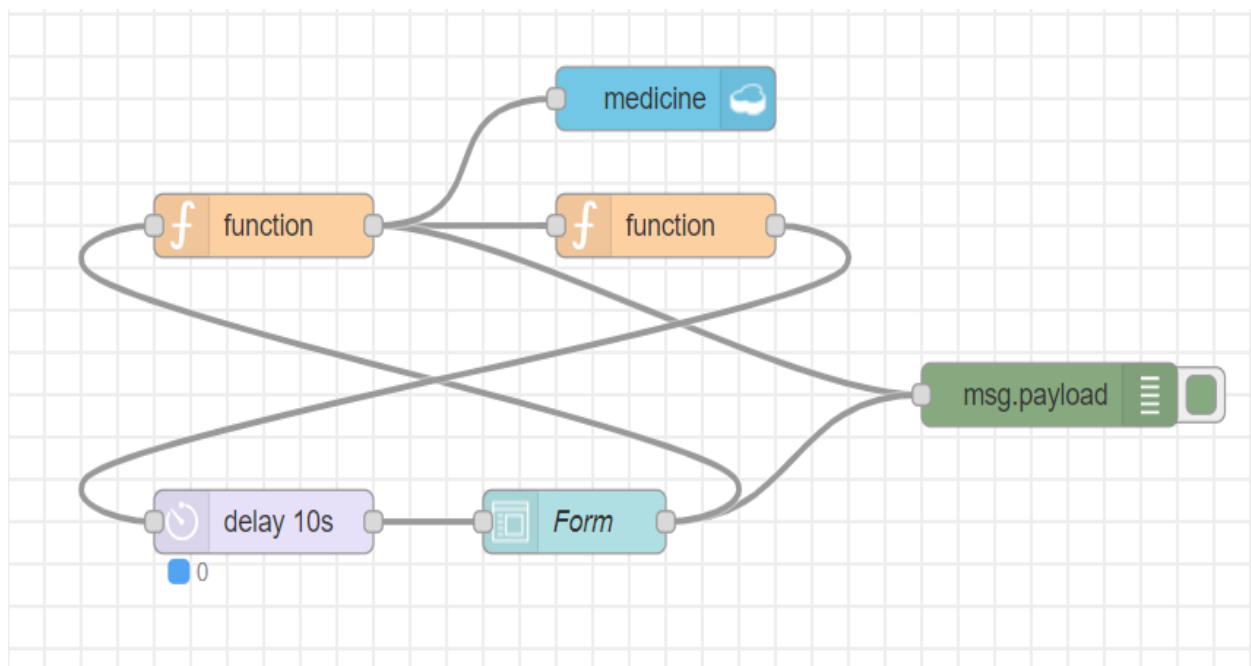 medicine
function
function
msg.payload
delay 10s
Form
0